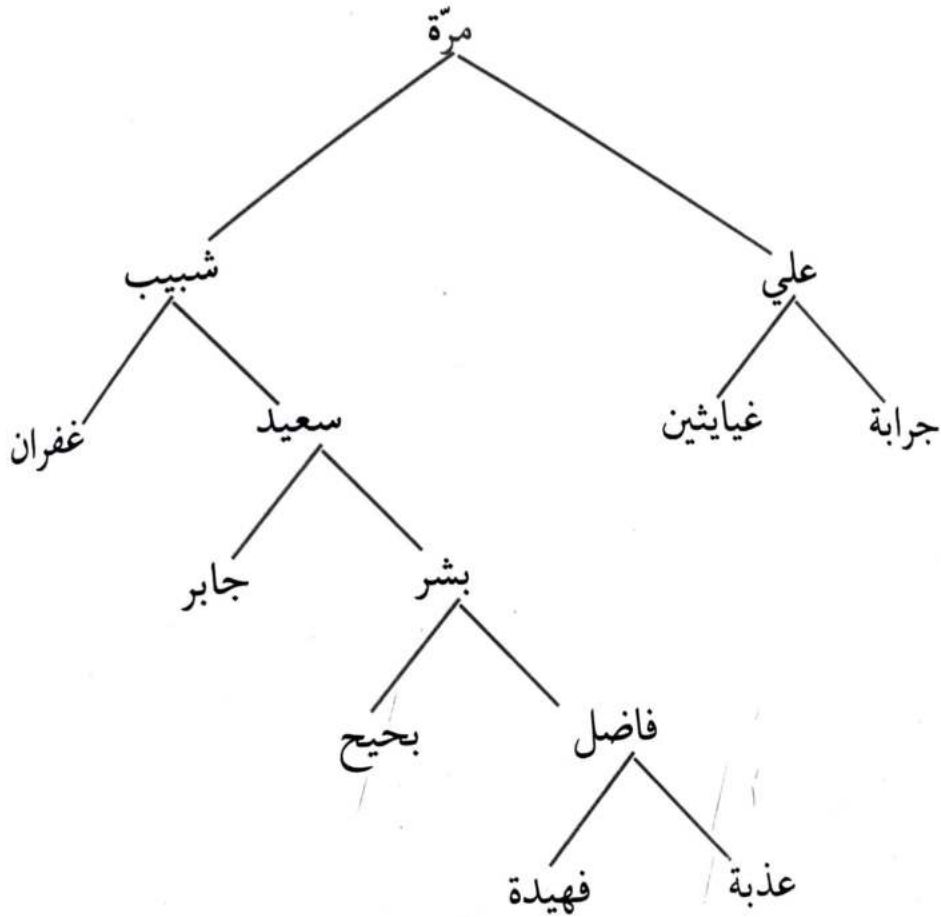 مرّة
علي
شبيب
جرابة
غيايثين
سعيد
غفران
بشر
جابر
فاضل
بحيح
عذبة
فهيدة